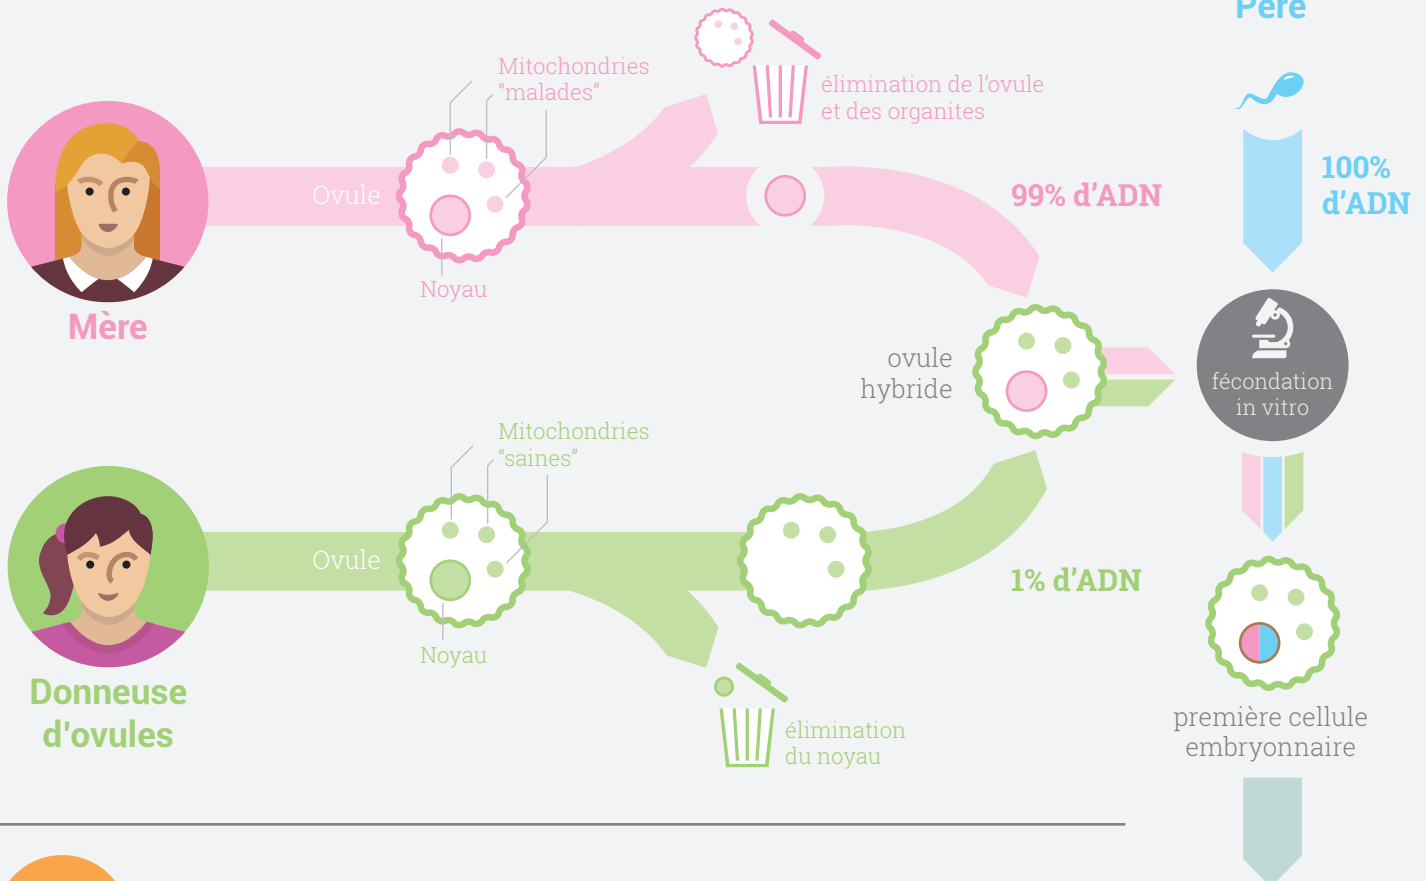 Père
Mitochondries
“malades”
élimination de l’ovule
et des organites
Ovule
99% d’ADN
100%
d’ADN
Noyau
Mère
ovule
hybride
fécondation
in vitro
Mitochondries
“saines”
Ovule
1% d’ADN
Noyau
Donneuse
d’ovules
élimination
du noyau
première cellule
embryonnaire